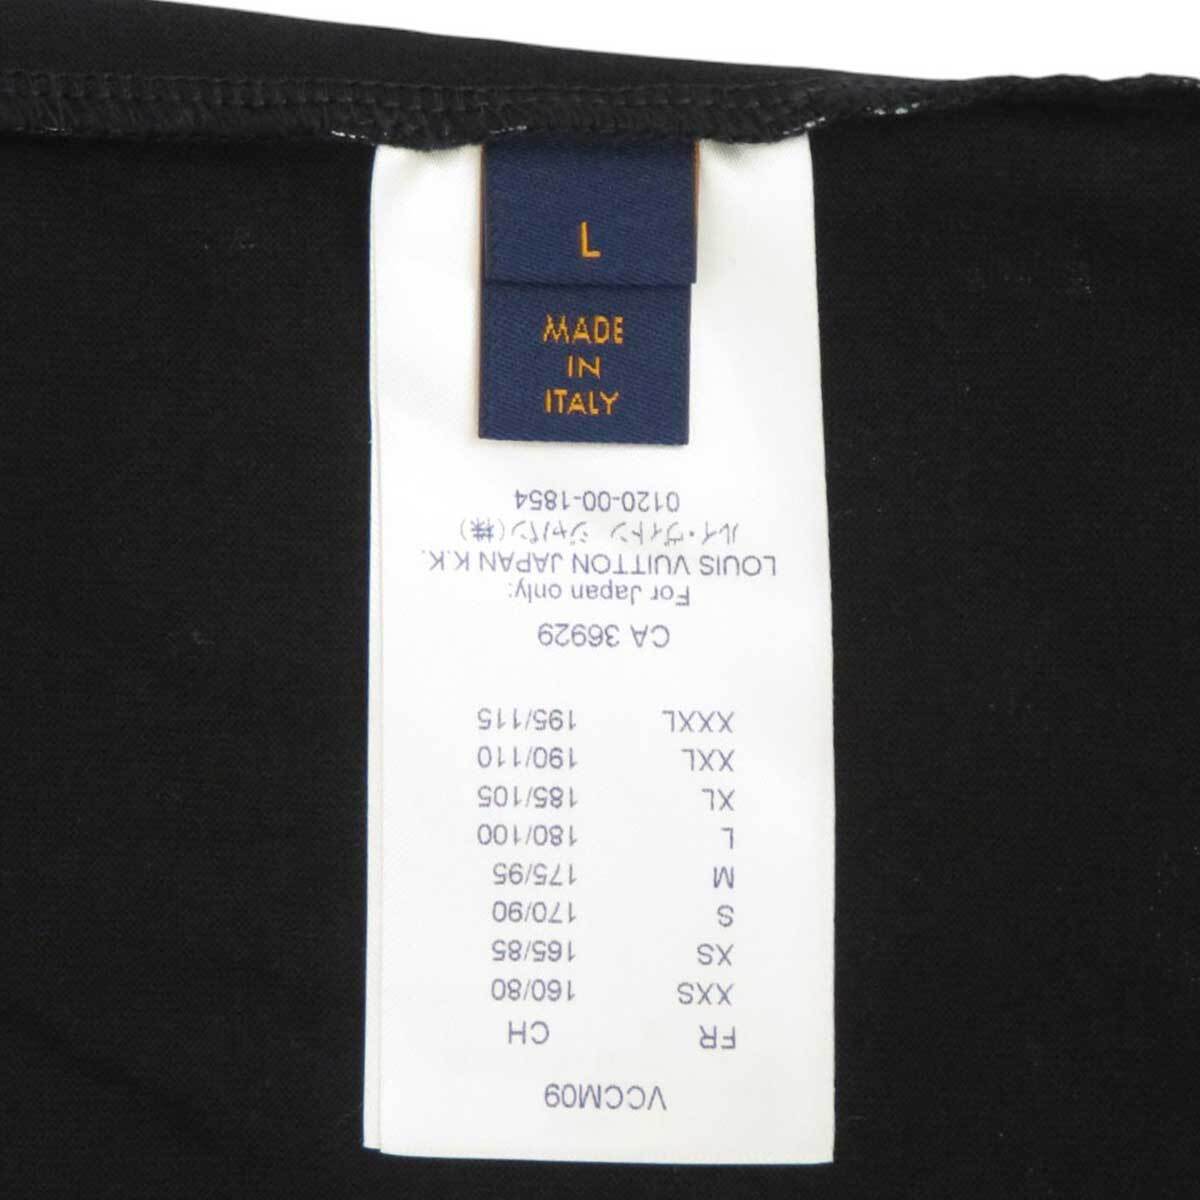 L
MADE
IN
ITALY
VCCM09
FR CH
XXS 160/80
XS 165/85
S 170/90
M 175/95
L 180/100
XL 185/105
XXL 190/110
XXXL 195/115
CA 36929
For Japan only:
LOUIS VUITTON JAPAN K.K.
ルイ・ヴィトン ジャパン(株)
0120-00-1854